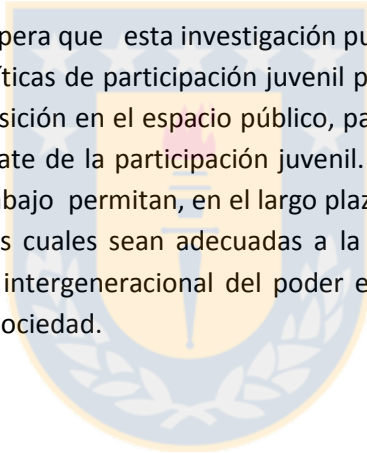 pera que esta investigación pu
ticas de participación juvenil p
sición en el espacio público, pa
ate de la participación juvenil.
bajo permitan, en el largo plaz
s cuales sean adecuadas a la
intergeneracional del poder e
ociedad.